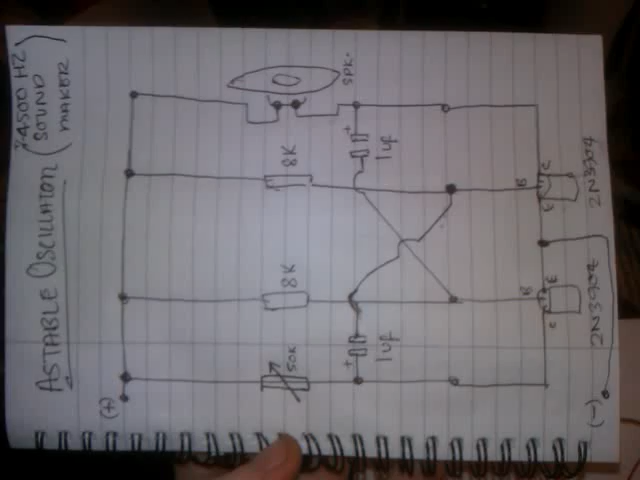 ASTABLE OSCILLATOR (
4500 HZ
SOUND
MAKER )
(+)
50K
8K
8K
SPK.
+
1uf
+
1uf
B
C
E
B
E
C
2N3904
2N3904
(-)